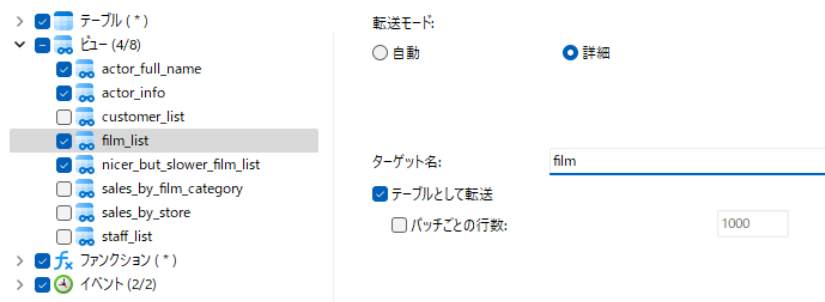 テーブル ( * )
ビュー (4/8)
actor_full_name
actor_info
customer_list
film_list
nicer_but_slower_film_list
sales_by_film_category
sales_by_store
staff_list
fx ファンクション ( * )
イベント (2/2)
転送モード:
自動 詳細
ターゲット名: film
テーブルとして転送
バッチごとの行数: 1000